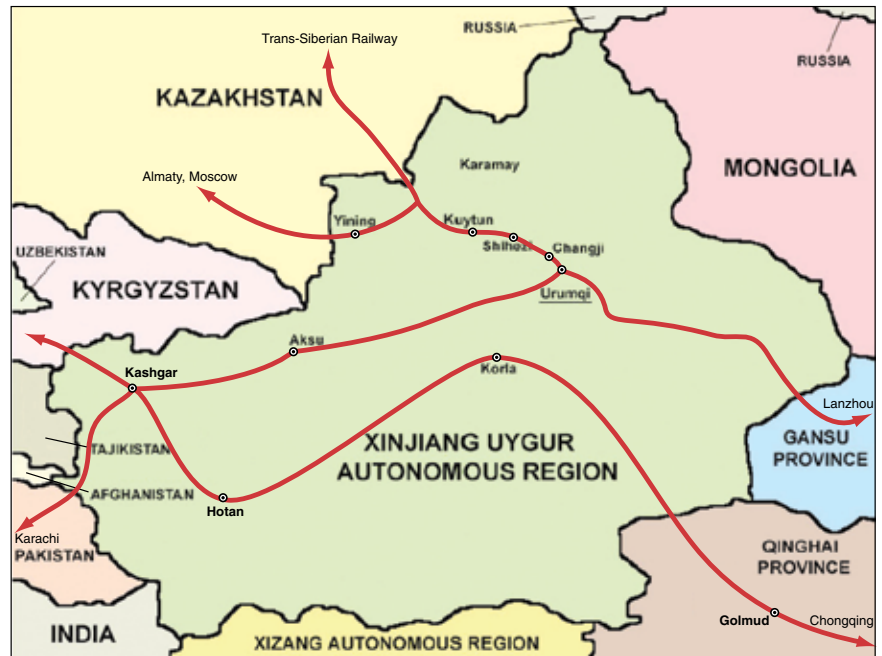 RUSSIA
Trans-Siberian Railway
RUSSIA
KAZAKHSTAN
Karamay
MONGOLIA
Almaty, Moscow
Yining
Kuytun
Shihezi
Changji
UZBEKISTAN
KYRGYZSTAN
Urumqi
Aksu
Kashgar
Korla
Lanzhou
XINJIANG UYGUR
AUTONOMOUS REGION
GANSU
PROVINCE
TAJIKISTAN
AFGHANISTAN
Hotan
Karachi
PAKISTAN
QINGHAI
PROVINCE
Golmud
Chongqing
INDIA
XIZANG AUTONOMOUS REGION